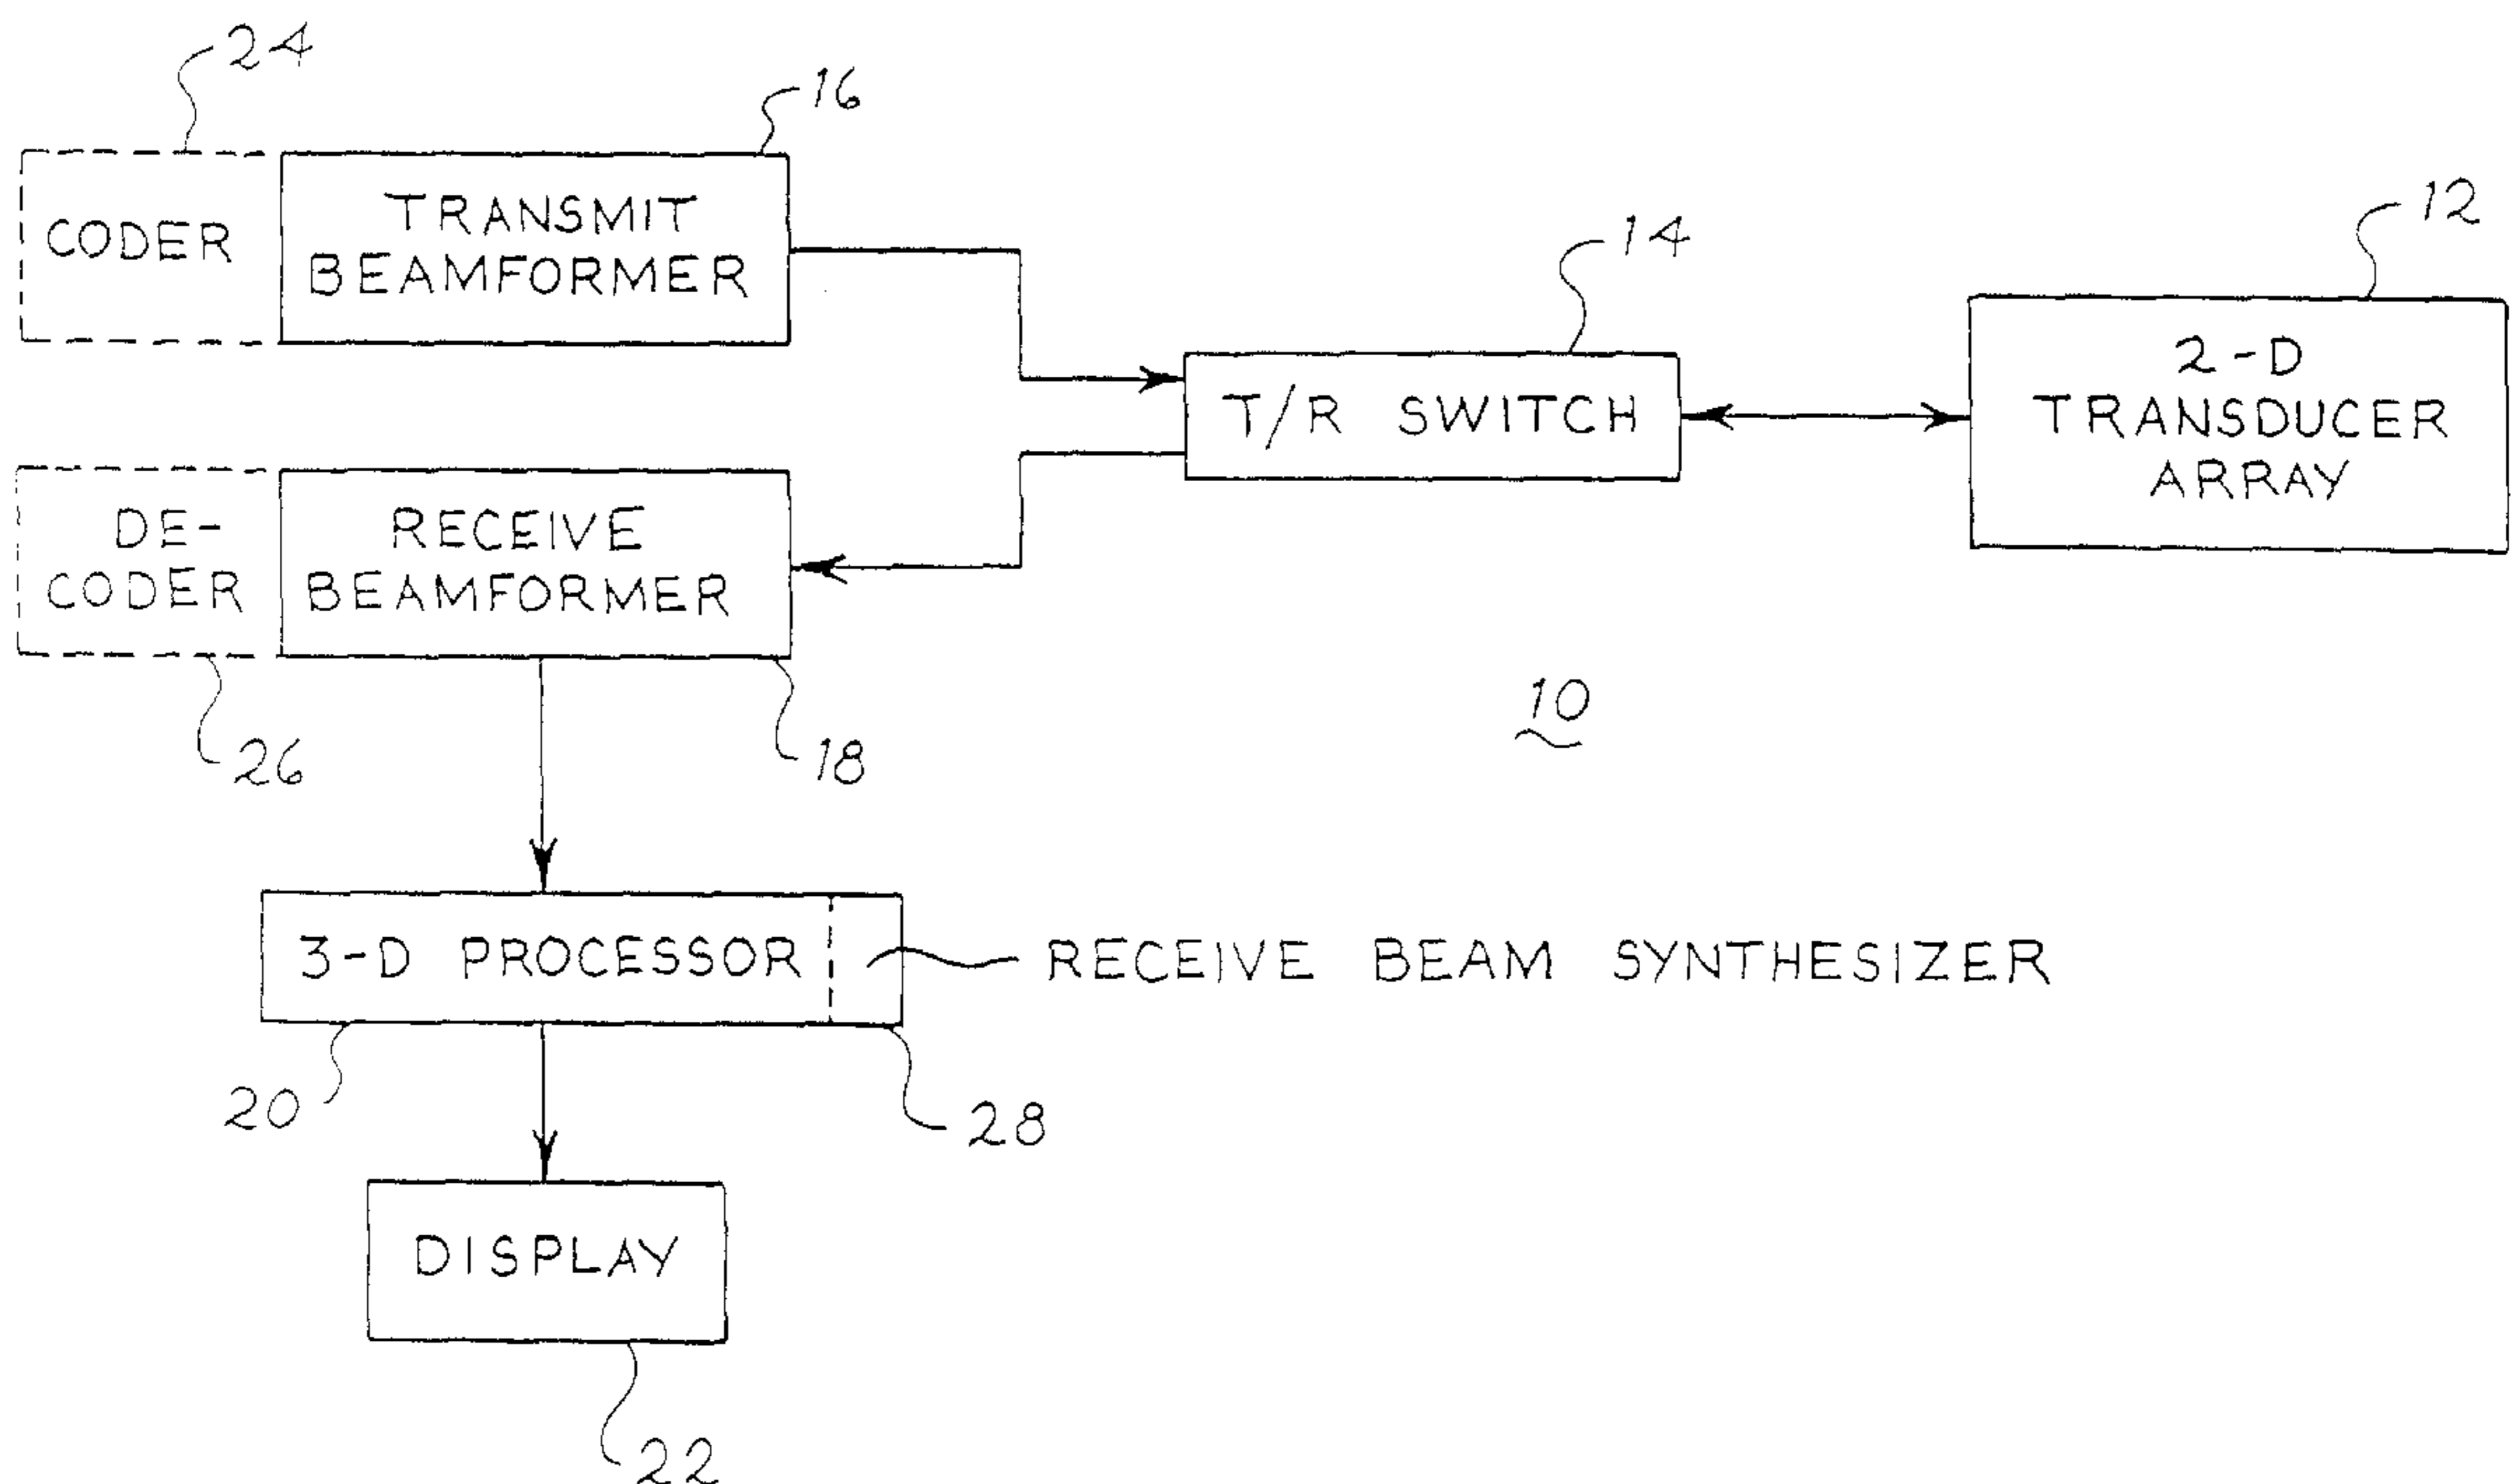 24
16
CODER
TRANSMIT
BEAMFORMER
14
12
T/R SWITCH
2-D
TRANSDUCER
ARRAY
DE-
CODER
RECEIVE
BEAMFORMER
10
26
18
3-D PROCESSOR
RECEIVE BEAM SYNTHESIZER
20
28
DISPLAY
22